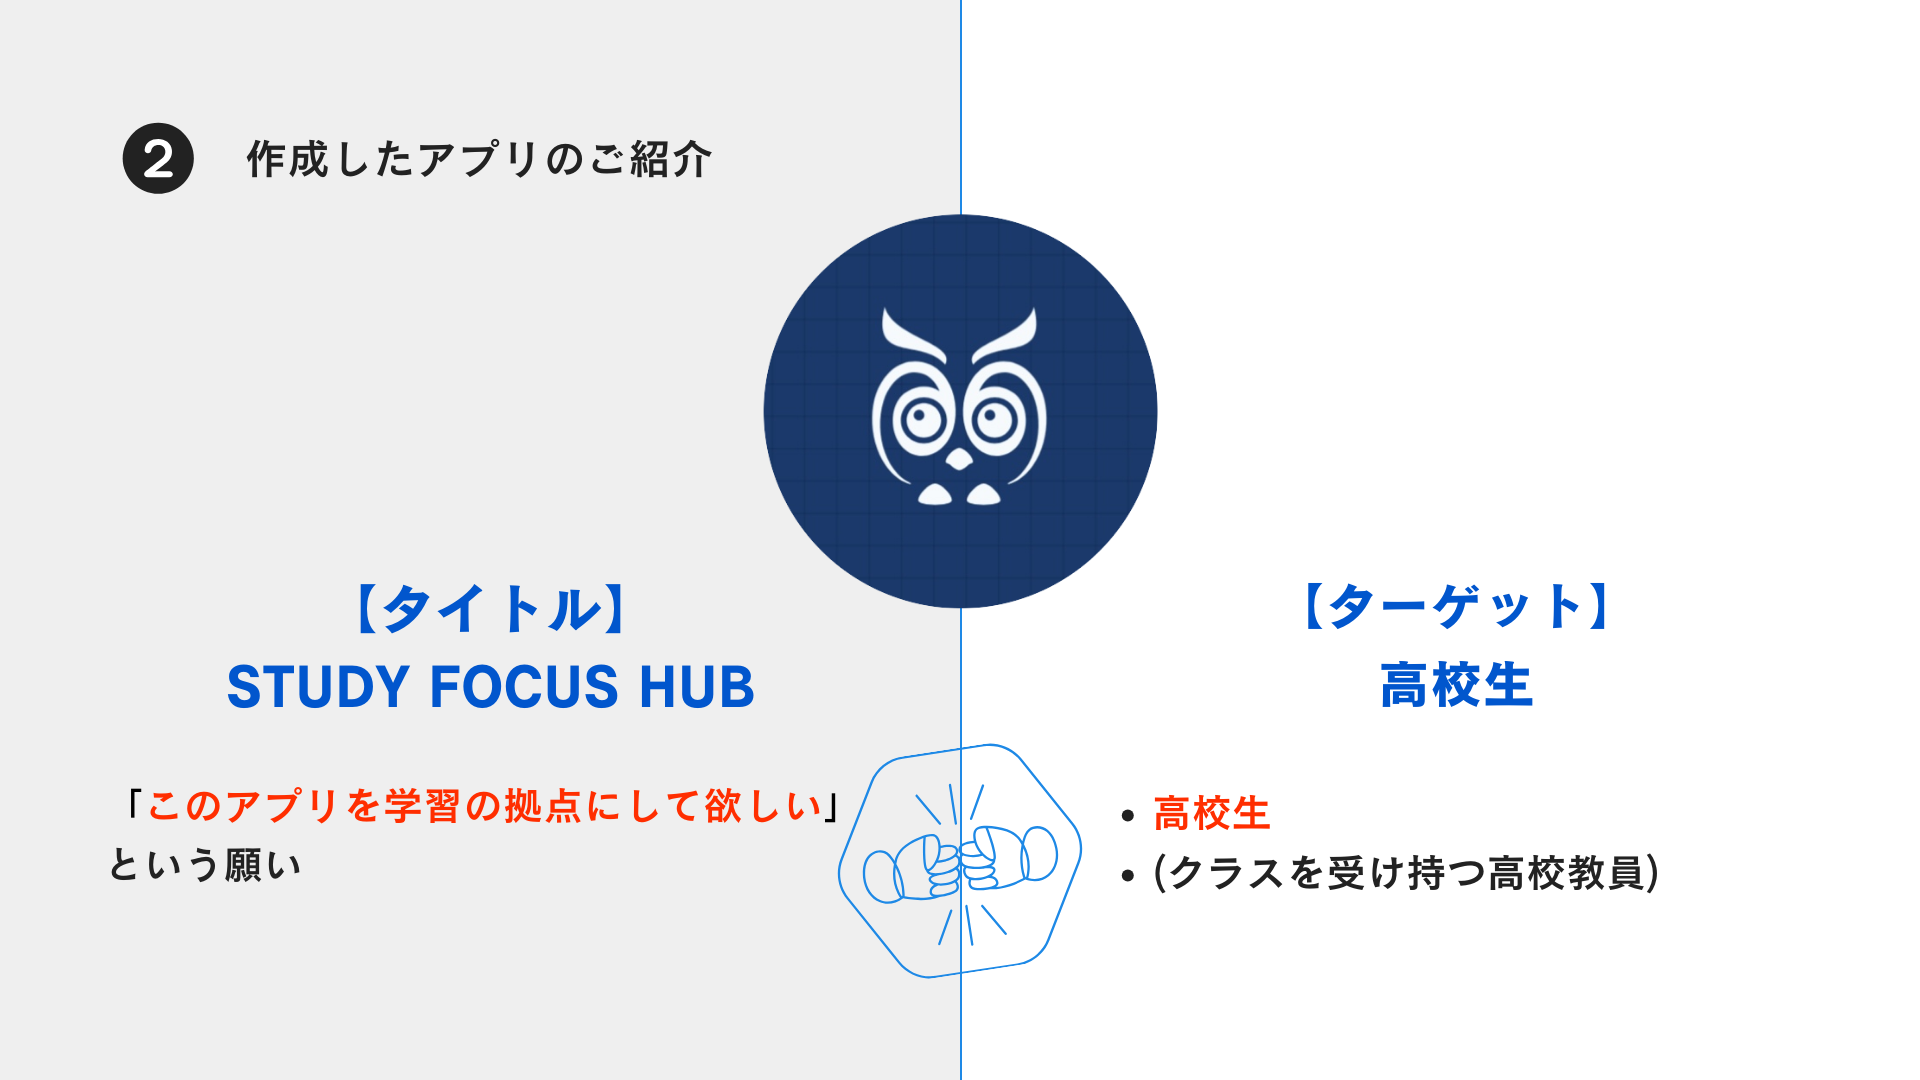 2 作成したアプリのご紹介
【タイトル】
STUDY FOCUS HUB
「このアプリを学習の拠点にして欲しい」
という願い
【ターゲット】
高校生
• 高校生
• (クラスを受け持つ高校教員)